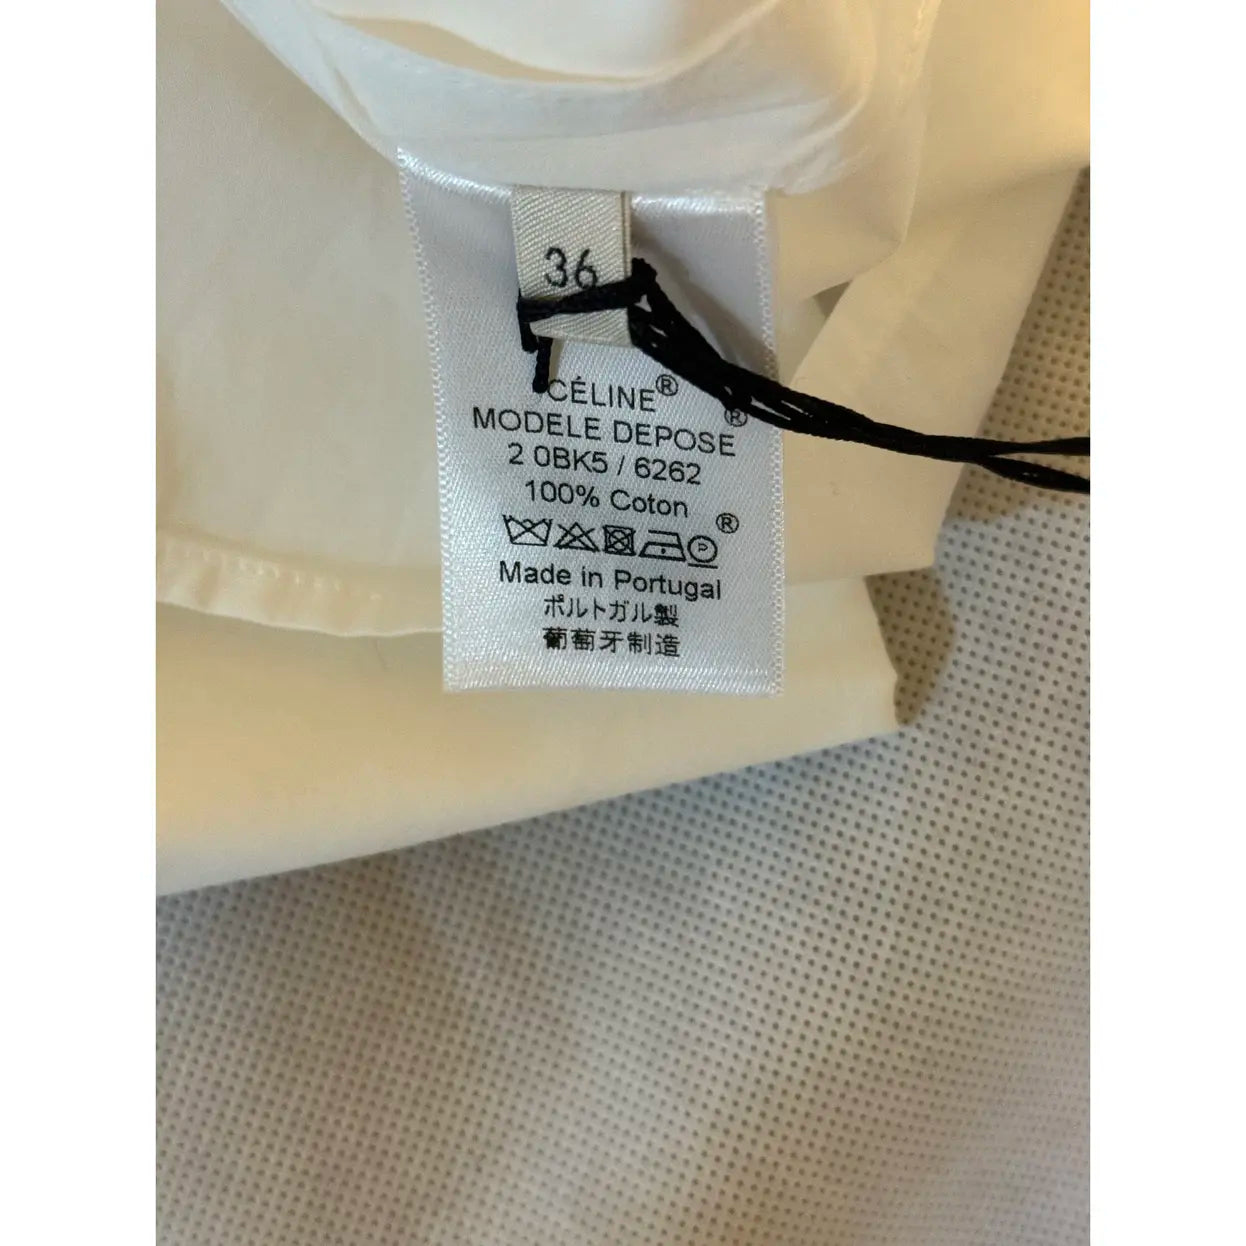 36
CÉLINE®
MODELE DEPOSE®
2 0BK5 / 6262
100% Coton
®
P
Made in Portugal
ポルトガル製
葡萄牙制造